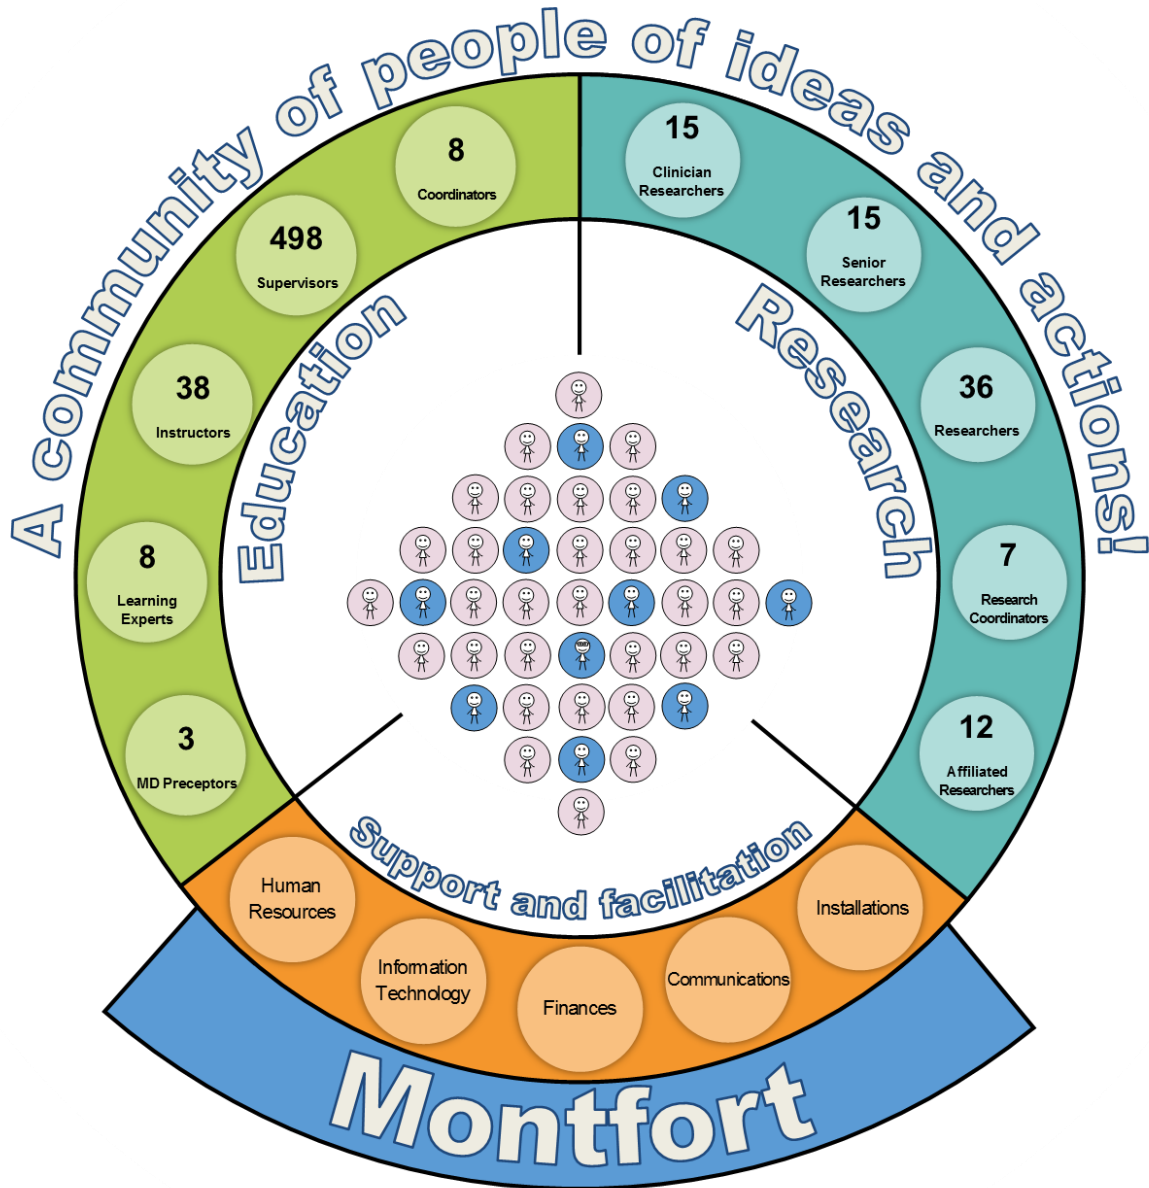 A community of people of ideas and actions!
Education
8
Coordinators
498
Supervisors
38
Instructors
8
Learning
Experts
3
MD Preceptors
Research
15
Clinician
Researchers
15
Senior
Researchers
36
Researchers
7
Research
Coordinators
12
Affiliated
Researchers
Support and facilitation
Human
Resources
Information
Technology
Finances
Communications
Installations
Montfort